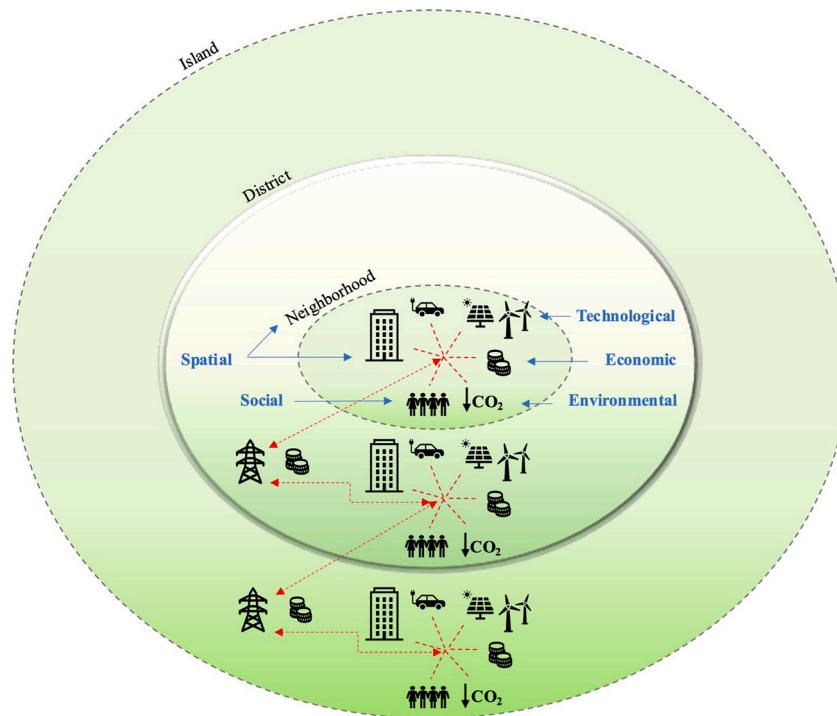 Island
District
Neighborhood
Technological
Spatial
Economic
Social
CO2
Environmental
CO2
CO2